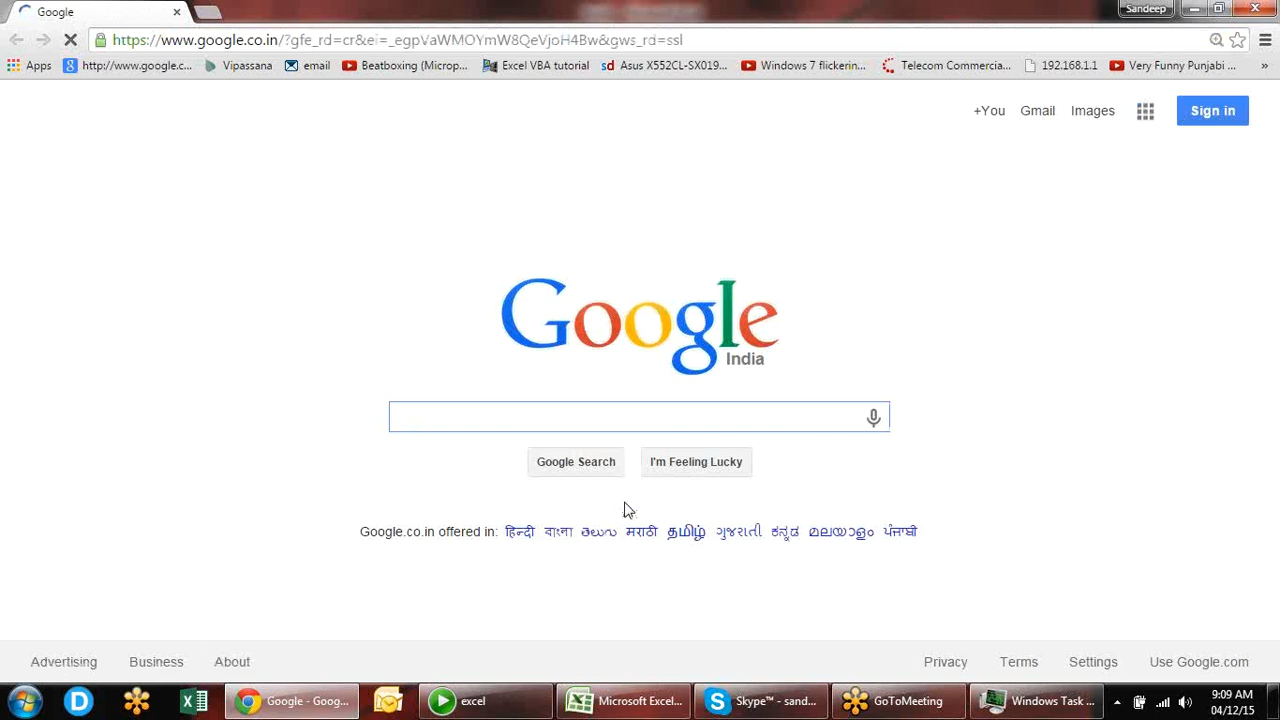 Google
Sandeep
https://www.google.co.in/?gfe_rd=cr&ei=_egpVaWMOYmW8QeVjoH4Bw&gws_rd=ssl
Apps http://www.google.c... Vipassana email Beatboxing (Microp... Excel VBA tutorial sd Asus X552CL-SX019... Windows 7 flickerin... Telecom Commercia... 192.168.1.1 Very Funny Punjabi ... »
+You Gmail Images Sign in
Google
India
Google Search I'm Feeling Lucky
Google.co.in offered in: हिन्दी বাংলা తెలుగు मराठी தமிழ் ગુજરાતી ಕನ್ನಡ മലയാളം ਪੰਜਾਬੀ
Advertising Business About Privacy Terms Settings Use Google.com
Google - Goog... excel Microsoft Excel... Skype™ - sand... GoToMeeting Windows Task ... 9:09 AM
04/12/15